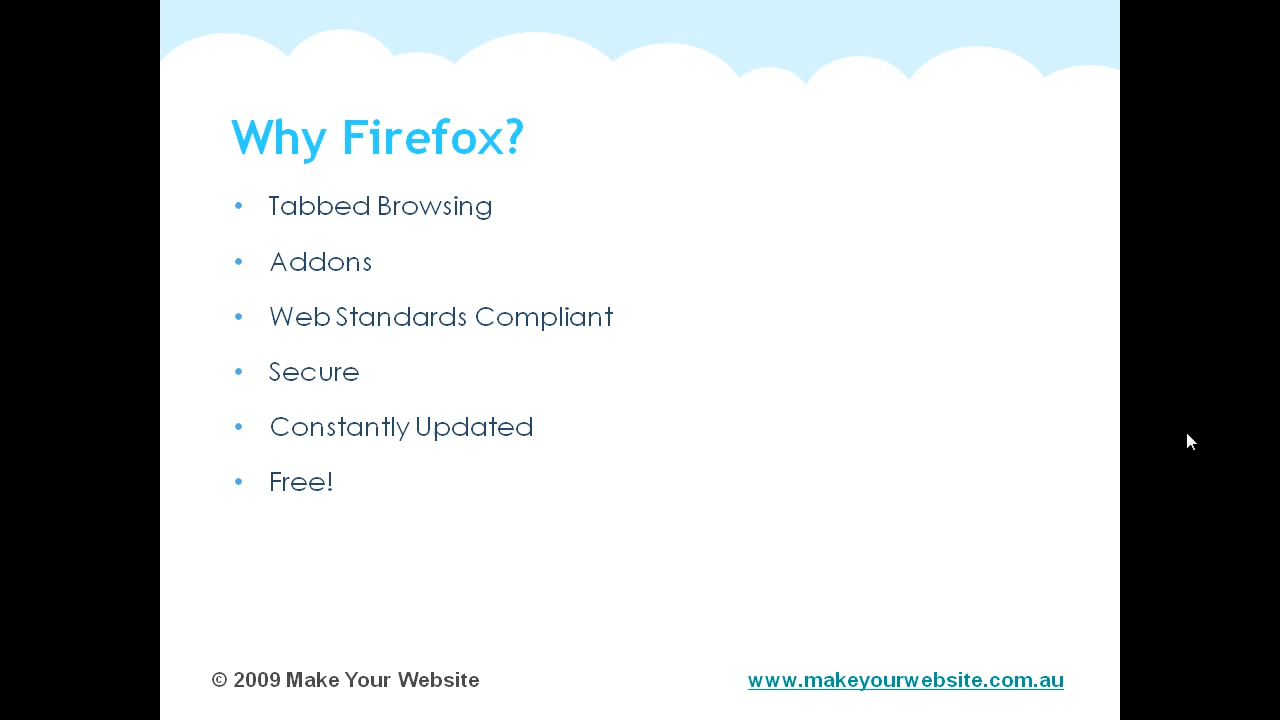 Why Firefox?
• Tabbed Browsing
• Addons
• Web Standards Compliant
• Secure
• Constantly Updated
• Free!
© 2009 Make Your Website
www.makeyourwebsite.com.au